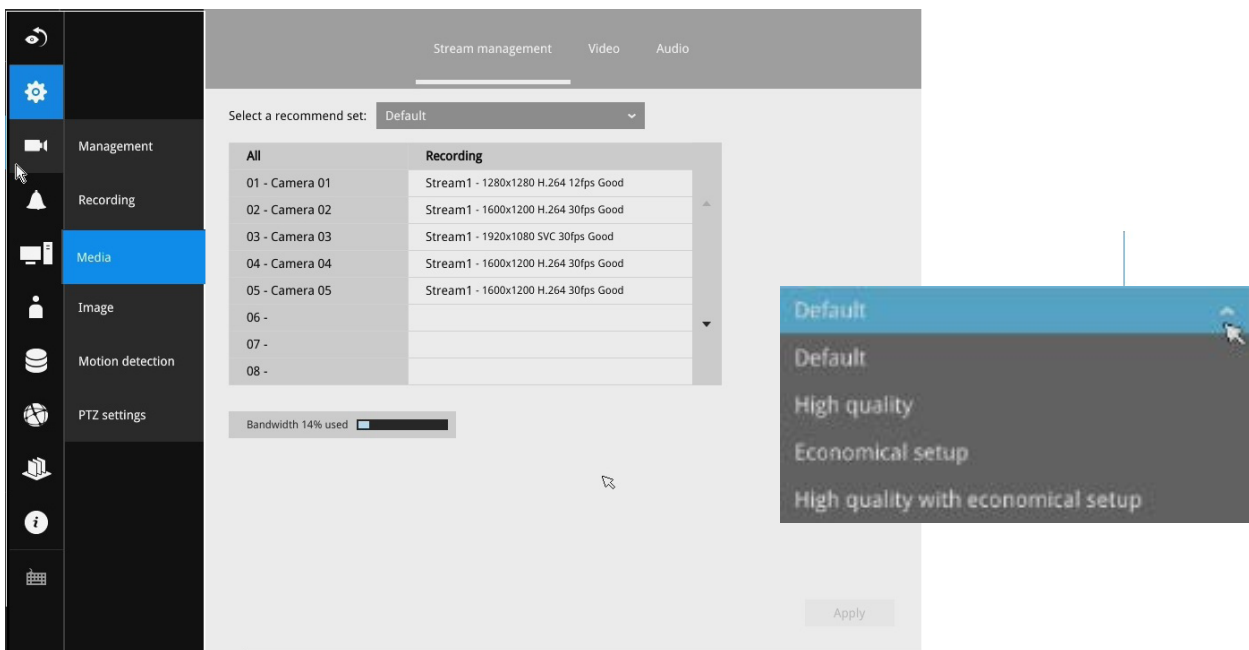 Stream management Video Audio
Select a recommend set: Default
Management
Recording
Media
Image
Motion detection
PTZ settings
All Recording
01 - Camera 01 Stream1 - 1280x1280 H.264 12fps Good
02 - Camera 02 Stream1 - 1600x1200 H.264 30fps Good
03 - Camera 03 Stream1 - 1920x1080 SVC 30fps Good
04 - Camera 04 Stream1 - 1600x1200 H.264 30fps Good
05 - Camera 05 Stream1 - 1600x1200 H.264 30fps Good
06 -
07 -
08 -
Bandwidth 14% used
Default
Default
High quality
Economical setup
High quality with economical setup
Apply